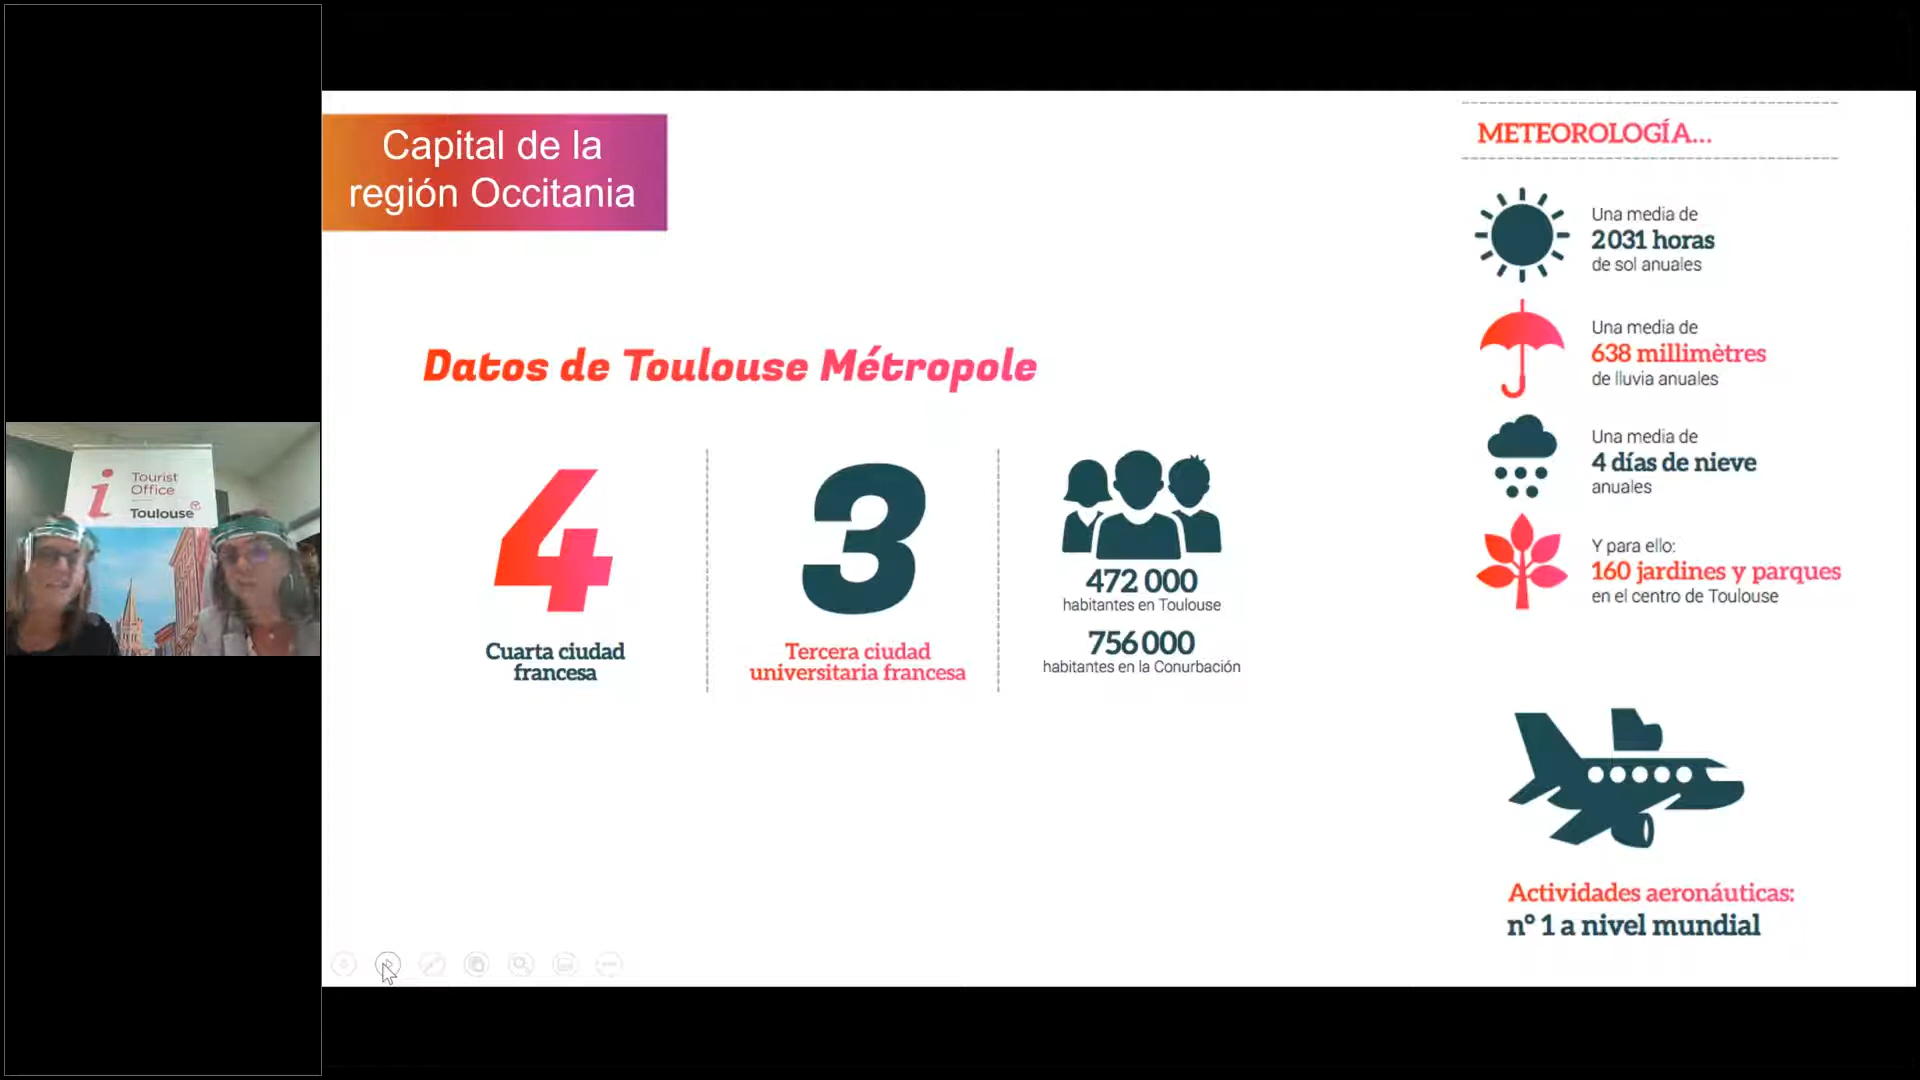 Capital de la
región Occitania
Datos de Toulouse Métropole
4
Cuarta ciudad
francesa
3
Tercera ciudad
universitaria francesa
472 000
habitantes en Toulouse
756 000
habitantes en la Conurbación
METEOROLOGÍA...
Una media de
2 031 horas
de sol anuales
Una media de
638 millimètres
de lluvia anuales
Una media de
4 días de nieve
anuales
Y para ello:
160 jardines y parques
en el centro de Toulouse
Actividades aeronáuticas:
n° 1 a nivel mundial
i
Tourist
Office
Toulouse